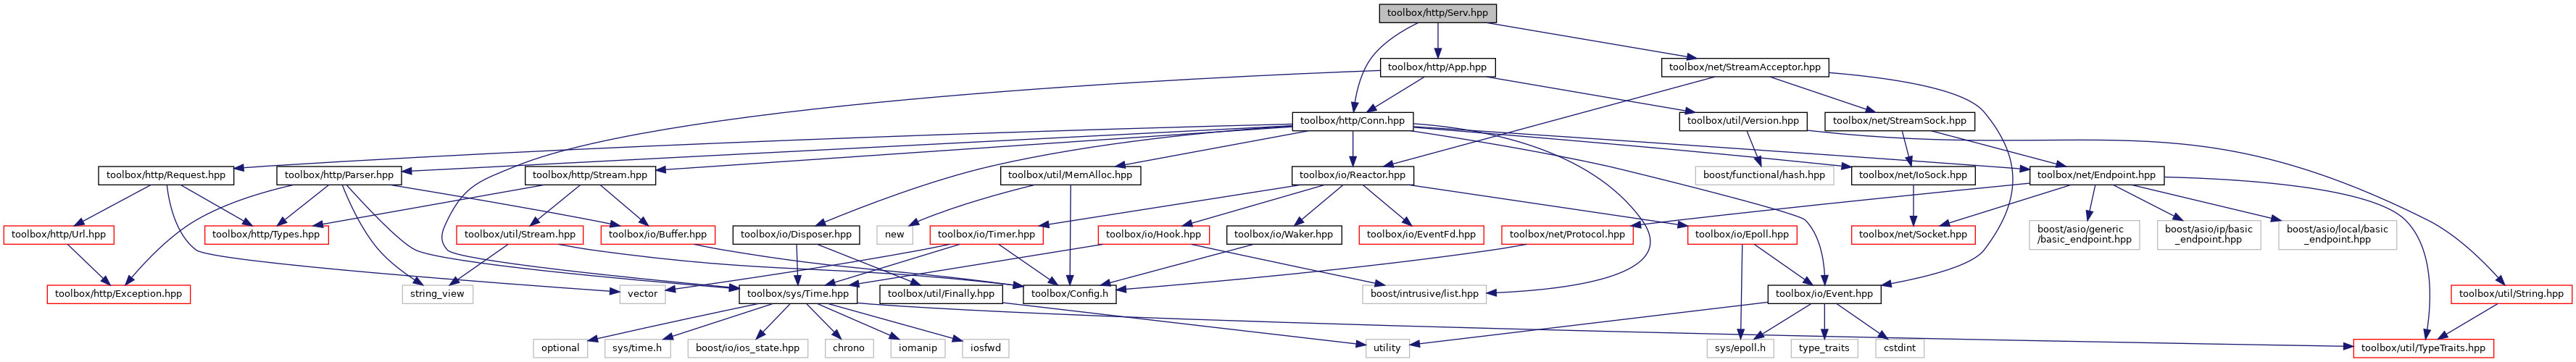 toolbox/http/Serv.hpp
toolbox/http/App.hpp
toolbox/net/StreamAcceptor.hpp
toolbox/http/Conn.hpp
toolbox/util/Version.hpp
toolbox/net/StreamSock.hpp
toolbox/http/Request.hpp
toolbox/http/Parser.hpp
toolbox/http/Stream.hpp
toolbox/util/MemAlloc.hpp
toolbox/io/Reactor.hpp
boost/functional/hash.hpp
toolbox/net/IoSock.hpp
toolbox/net/Endpoint.hpp
toolbox/http/Url.hpp
toolbox/http/Types.hpp
toolbox/util/Stream.hpp
toolbox/io/Buffer.hpp
toolbox/io/Disposer.hpp
new
toolbox/io/Timer.hpp
toolbox/io/Hook.hpp
toolbox/io/Waker.hpp
toolbox/io/EventFd.hpp
toolbox/net/Protocol.hpp
toolbox/io/Epoll.hpp
toolbox/net/Socket.hpp
boost/asio/generic
/basic_endpoint.hpp
boost/asio/ip/basic
_endpoint.hpp
boost/asio/local/basic
_endpoint.hpp
toolbox/http/Exception.hpp
string_view
vector
toolbox/sys/Time.hpp
toolbox/util/Finally.hpp
toolbox/Config.h
boost/intrusive/list.hpp
toolbox/io/Event.hpp
toolbox/util/String.hpp
optional
sys/time.h
boost/io/ios_state.hpp
chrono
iomanip
iosfwd
utility
sys/epoll.h
type_traits
cstdint
toolbox/util/TypeTraits.hpp